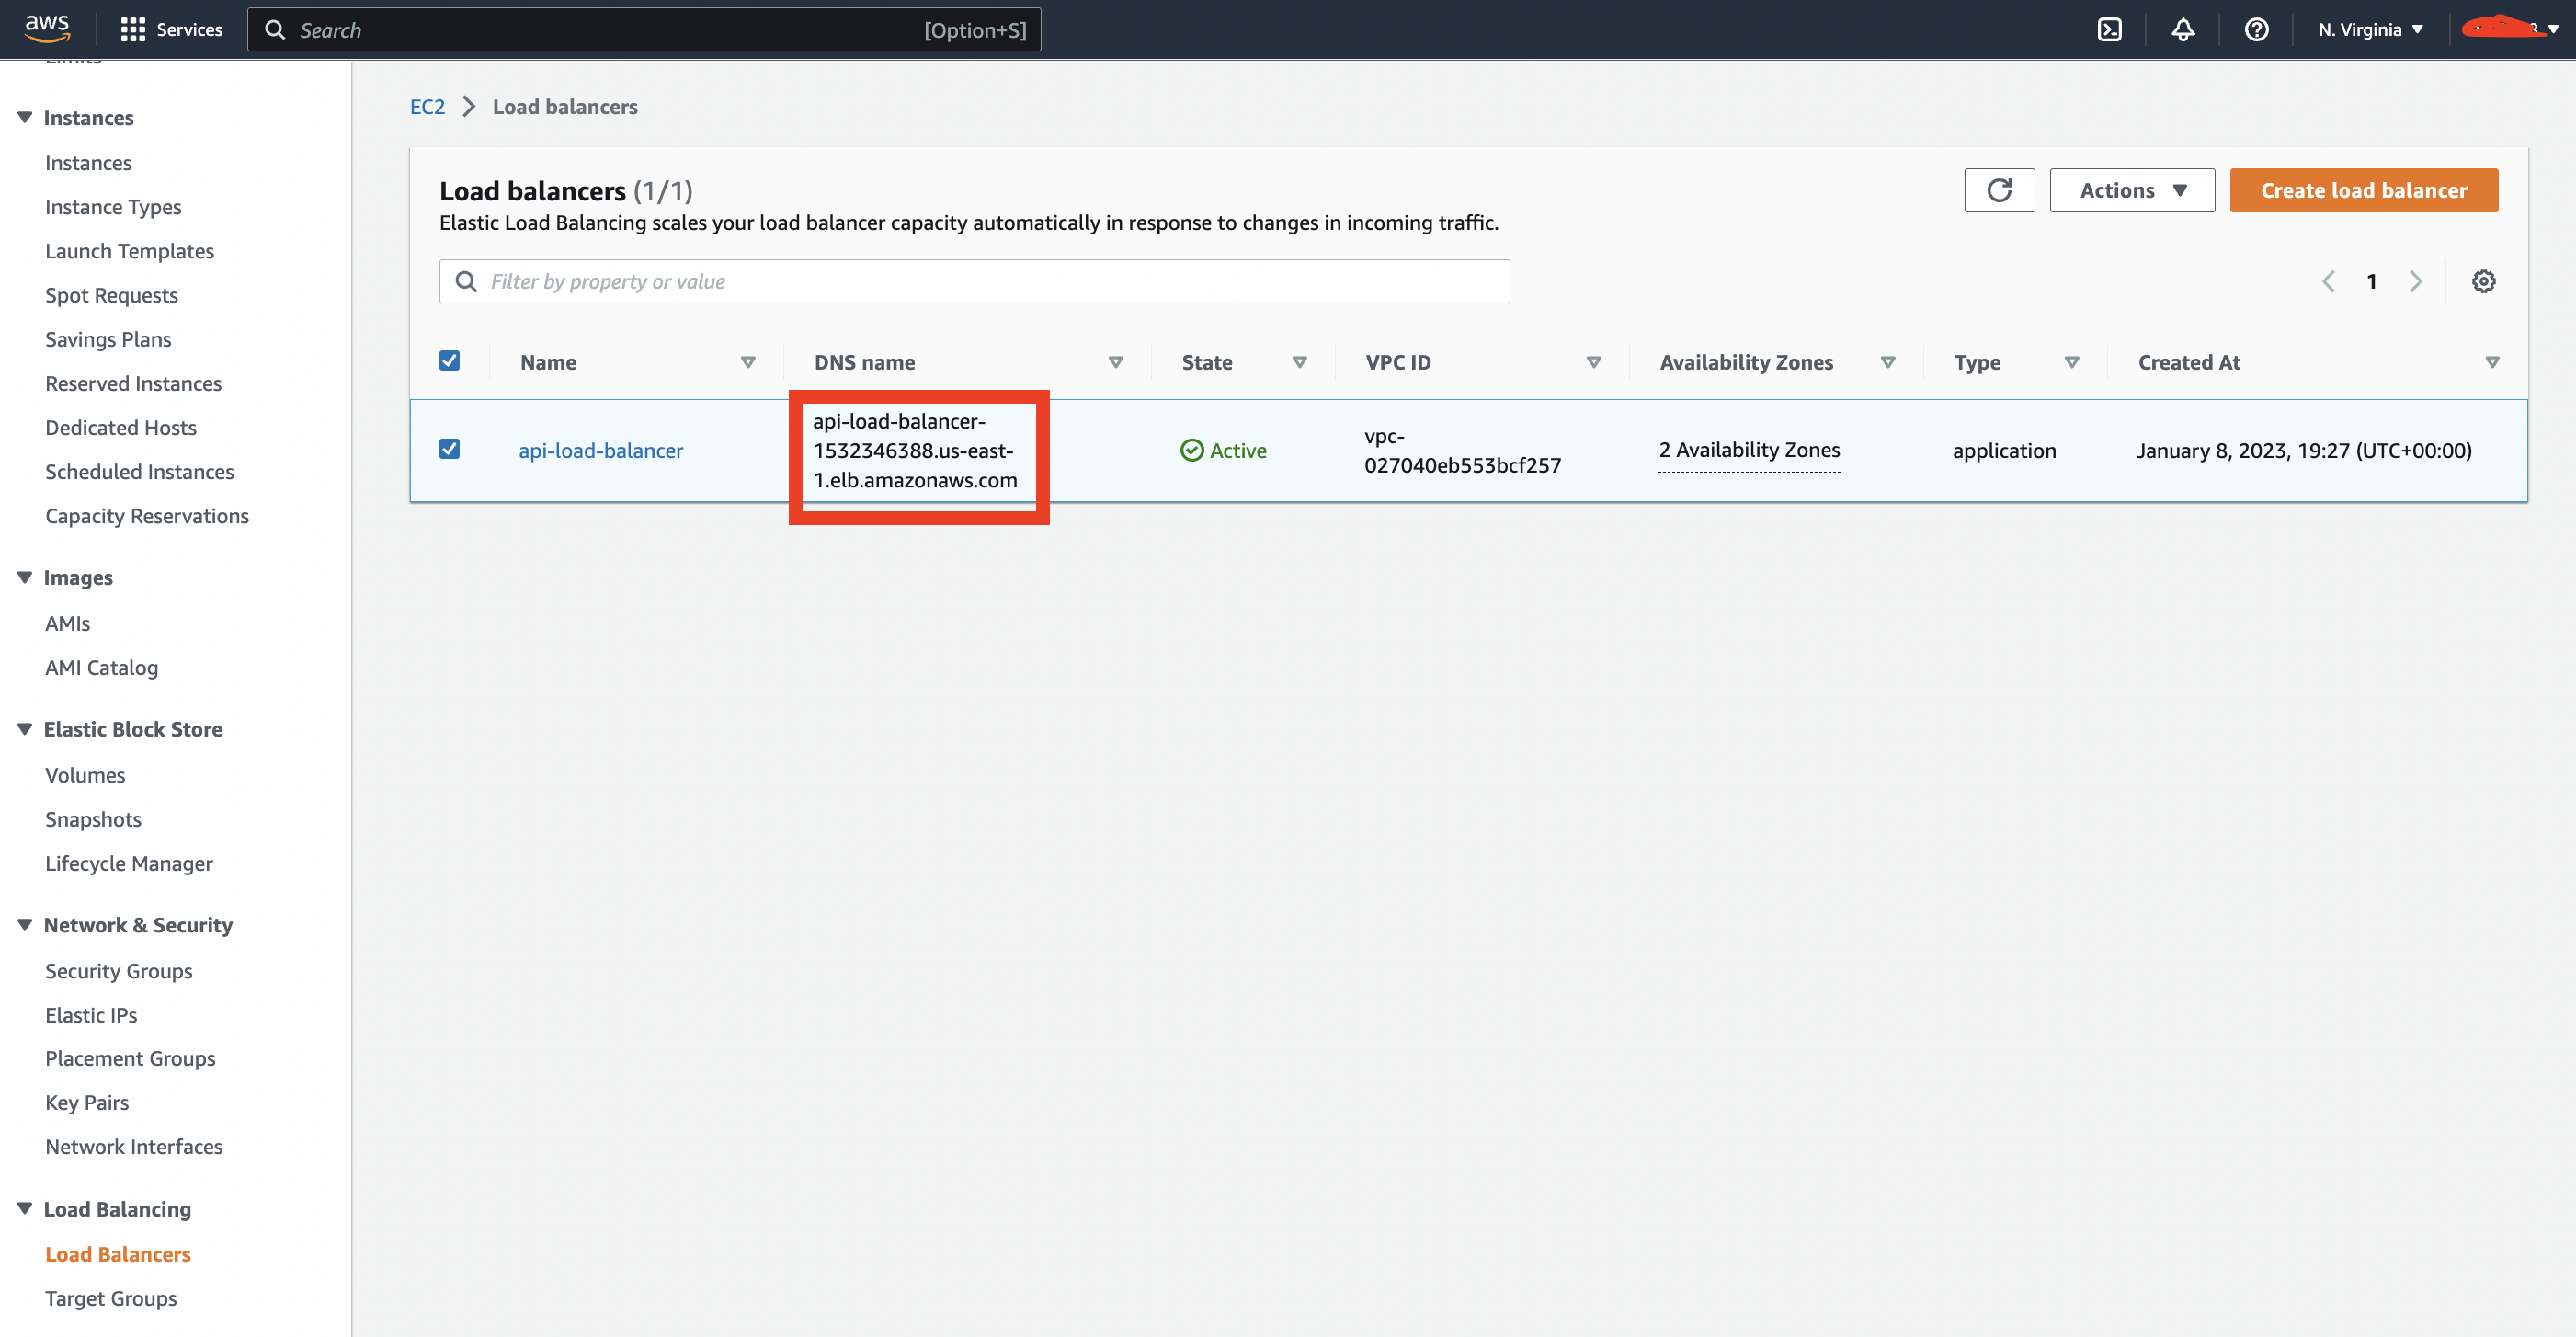 aws
Services
Search
[Option+S]
N. Virginia
Limits
Instances
Instances
Instance Types
Launch Templates
Spot Requests
Savings Plans
Reserved Instances
Dedicated Hosts
Scheduled Instances
Capacity Reservations
Images
AMIs
AMI Catalog
Elastic Block Store
Volumes
Snapshots
Lifecycle Manager
Network & Security
Security Groups
Elastic IPs
Placement Groups
Key Pairs
Network Interfaces
Load Balancing
Load Balancers
Target Groups
EC2
Load balancers
Load balancers (1/1)
Elastic Load Balancing scales your load balancer capacity automatically in response to changes in incoming traffic.
Actions
Create load balancer
Filter by property or value
1
Name
DNS name
State
VPC ID
Availability Zones
Type
Created At
api-load-balancer
api-load-balancer-
1532346388.us-east-
1.elb.amazonaws.com
Active
vpc-
027040eb553bcf257
2 Availability Zones
application
January 8, 2023, 19:27 (UTC+00:00)